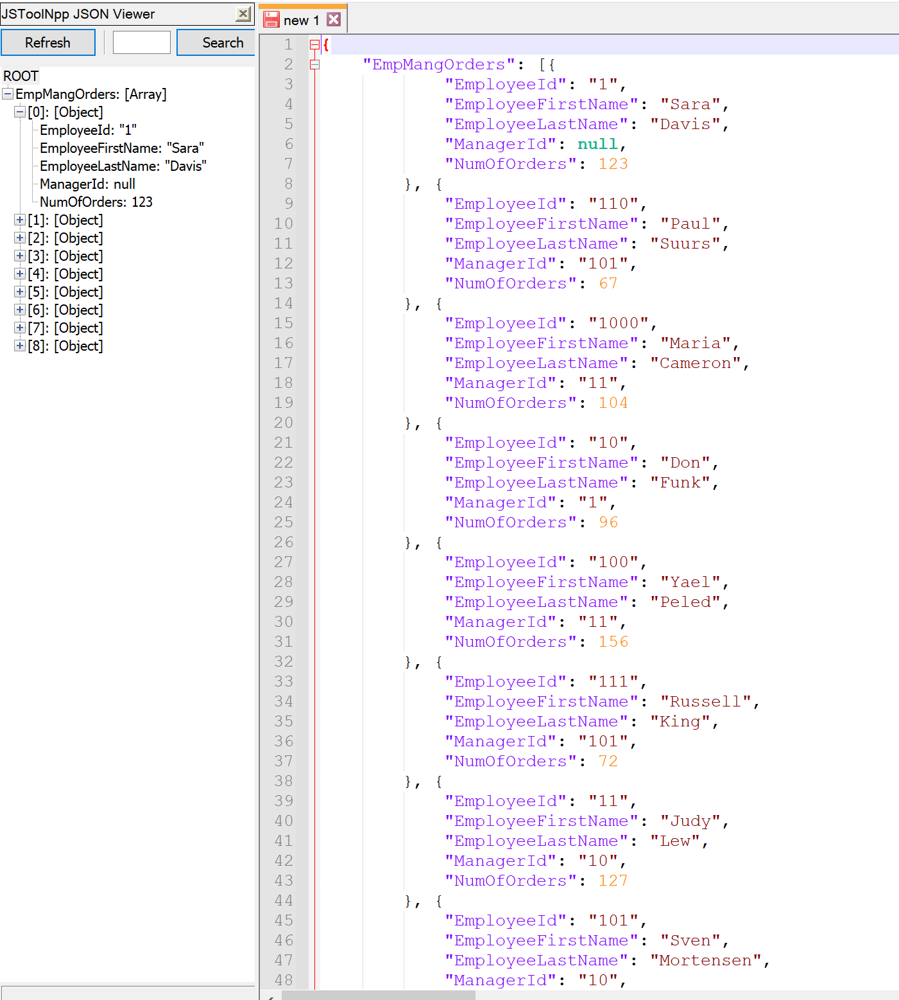 JSToolNpp JSON Viewer
Refresh
Search
ROOT
EmpMangOrders: [Array]
[0]: [Object]
EmployeeId: "1"
EmployeeFirstName: "Sara"
EmployeeLastName: "Davis"
ManagerId: null
NumOfOrders: 123
[1]: [Object]
[2]: [Object]
[3]: [Object]
[4]: [Object]
[5]: [Object]
[6]: [Object]
[7]: [Object]
[8]: [Object]
new 1
1 {
2 "EmpMangOrders": [{
3 "EmployeeId": "1",
4 "EmployeeFirstName": "Sara",
5 "EmployeeLastName": "Davis",
6 "ManagerId": null,
7 "NumOfOrders": 123
8 }, {
9 "EmployeeId": "110",
10 "EmployeeFirstName": "Paul",
11 "EmployeeLastName": "Suurs",
12 "ManagerId": "101",
13 "NumOfOrders": 67
14 }, {
15 "EmployeeId": "1000",
16 "EmployeeFirstName": "Maria",
17 "EmployeeLastName": "Cameron",
18 "ManagerId": "11",
19 "NumOfOrders": 104
20 }, {
21 "EmployeeId": "10",
22 "EmployeeFirstName": "Don",
23 "EmployeeLastName": "Funk",
24 "ManagerId": "1",
25 "NumOfOrders": 96
26 }, {
27 "EmployeeId": "100",
28 "EmployeeFirstName": "Yael",
29 "EmployeeLastName": "Peled",
30 "ManagerId": "11",
31 "NumOfOrders": 156
32 }, {
33 "EmployeeId": "111",
34 "EmployeeFirstName": "Russell",
35 "EmployeeLastName": "King",
36 "ManagerId": "101",
37 "NumOfOrders": 72
38 }, {
39 "EmployeeId": "11",
40 "EmployeeFirstName": "Judy",
41 "EmployeeLastName": "Lew",
42 "ManagerId": "10",
43 "NumOfOrders": 127
44 }, {
45 "EmployeeId": "101",
46 "EmployeeFirstName": "Sven",
47 "EmployeeLastName": "Mortensen",
48 "ManagerId": "10",